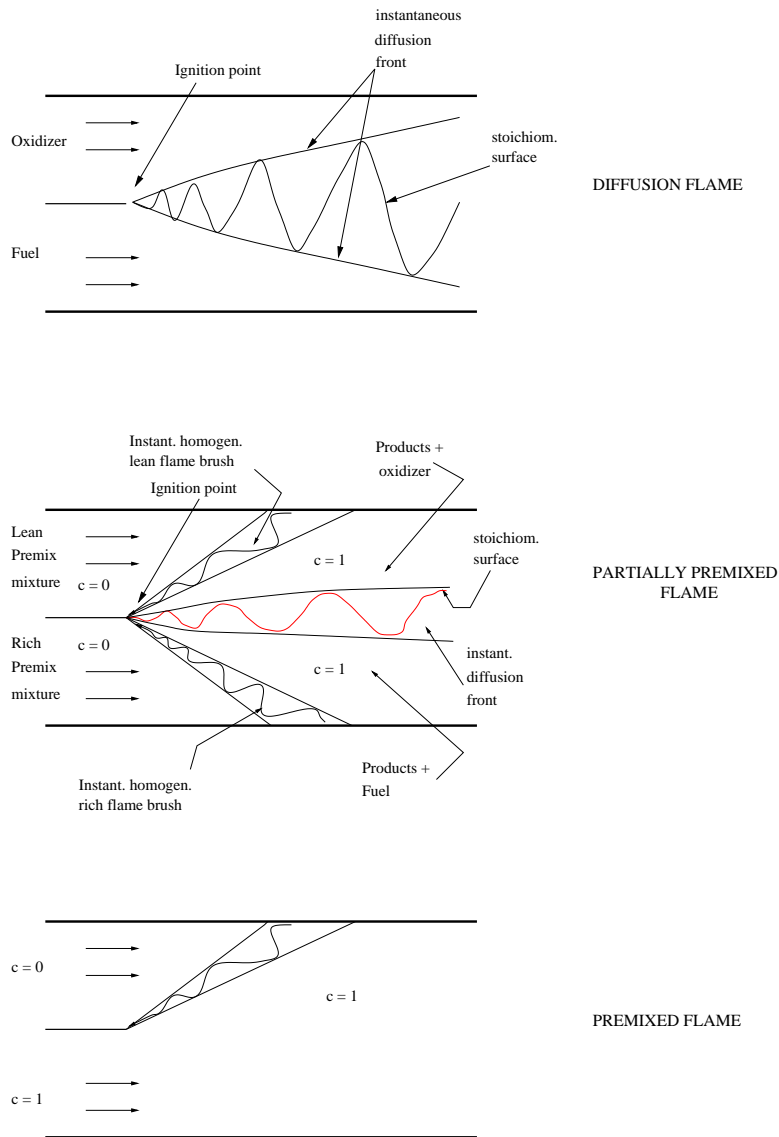 instantaneous
diffusion
front
Ignition point
Oxidizer
stoichiom.
surface
DIFFUSION FLAME
Fuel
Instant. homogen.
lean flame brush
Ignition point
Products +
oxidizer
Lean
Premix
mixture
c = 0
c = 1
stoichiom.
surface
PARTIALLY PREMIXED
FLAME
Rich
Premix
mixture
c = 0
c = 1
instant.
diffusion
front
Instant. homogen.
rich flame brush
Products +
Fuel
c = 0
c = 1
PREMIXED FLAME
c = 1